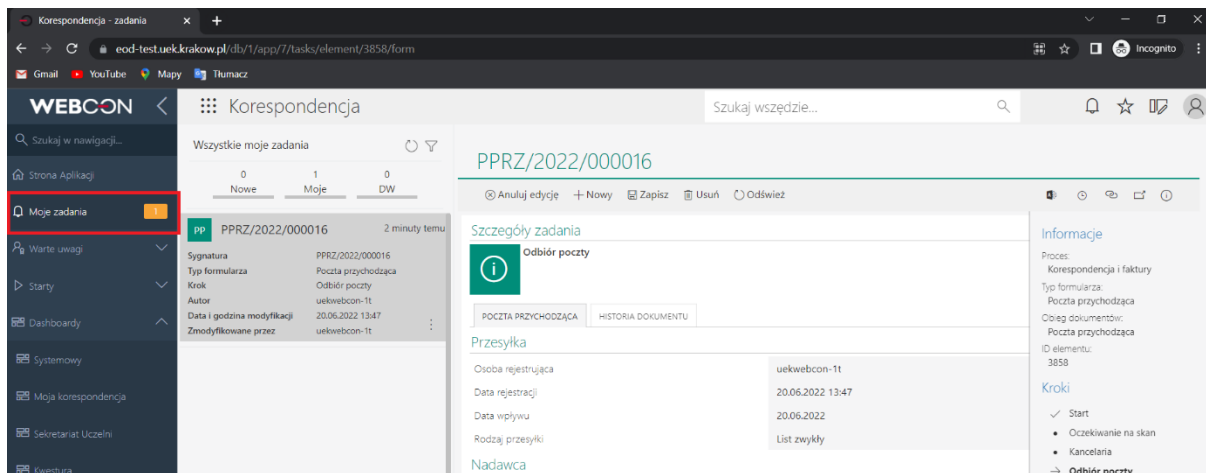 Korespondencja - zadania
eod-test.uek.krakow.pl/db/1/app/7/tasks/element/3858/form
Incognito
Gmail YouTube Mapy Tłumacz
WEBCON
Szukaj w nawigacji...
Strona Aplikacji
Moje zadania 1
Warte uwagi
Starty
Dashboardy
Systemowy
Moja korespondencja
Sekretariat Uczelni
Kwestura
Korespondencja
Szukaj wszędzie...
Wszystkie moje zadania
0 1 0
Nowe Moje DW
PP PPRZ/2022/000016 2 minuty temu
Sygnatura PPRZ/2022/000016
Typ formularza Poczta przychodząca
Krok Odbiór poczty
Autor uekwebcon-1t
Data i godzina modyfikacji 20.06.2022 13:47
Zmodyfikowane przez uekwebcon-1t
PPRZ/2022/000016
Anuluj edycję Nowy Zapisz Usuń Odśwież
Szczegóły zadania
Odbiór poczty
POCZTA PRZYCHODZĄCA HISTORIA DOKUMENTU
Przesyłka
Osoba rejestrująca uekwebcon-1t
Data rejestracji 20.06.2022 13:47
Data wpływu 20.06.2022
Rodzaj przesyłki List zwykły
Nadawca
Informacje
Proces:
Korespondencja i faktury
Typ formularza:
Poczta przychodząca
Obieg dokumentów:
Poczta przychodząca
ID elementu:
3858
Kroki
Start
Oczekiwanie na skan
Kancelaria
Odbiór poczty